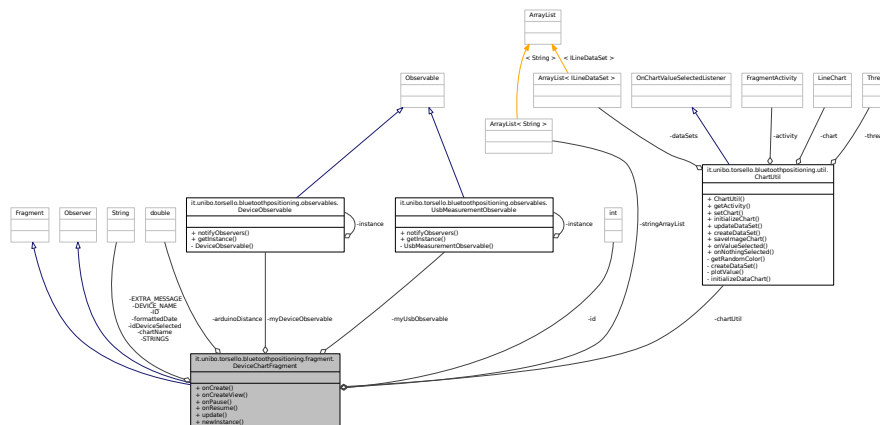 ArrayList
< String >
< ILineDataSet >
Observable
ArrayList< ILineDataSet >
OnChartValueSelectedListener
FragmentActivity
LineChart
ArrayList< String >
-dataSets
-activity
-chart
it.unibo.torsello.bluetoothpositioning.util.
ChartUtil
+ ChartUtil()
+ getActivity()
+ setChart()
+ initializeChart()
+ updateDataSet()
+ createDataSet()
+ saveImageChart()
+ onValueSelected()
+ onNothingSelected()
- getRandomColor()
- createDataSet()
- plotValue()
- initializeDataChart()
it.unibo.torsello.bluetoothpositioning.observables.
DeviceObservable
+ notifyObservers()
+ getInstance()
- DeviceObservable()
-instance
it.unibo.torsello.bluetoothpositioning.observables.
UsbMeasurementObservable
+ notifyObservers()
+ getInstance()
- UsbMeasurementObservable()
-instance
Fragment
Observer
String
double
int
-stringArrayList
-EXTRA_MESSAGE
-DEVICE_NAME
-ID
-formattedDate
-idDeviceSelected
-chartName
-STRINGS
-arduinoDistance
-myDeviceObservable
-myUsbObservable
-id
-chartUtil
it.unibo.torsello.bluetoothpositioning.fragment.
DeviceChartFragment
+ onCreate()
+ onCreateView()
+ onPause()
+ onResume()
+ update()
+ newInstance()